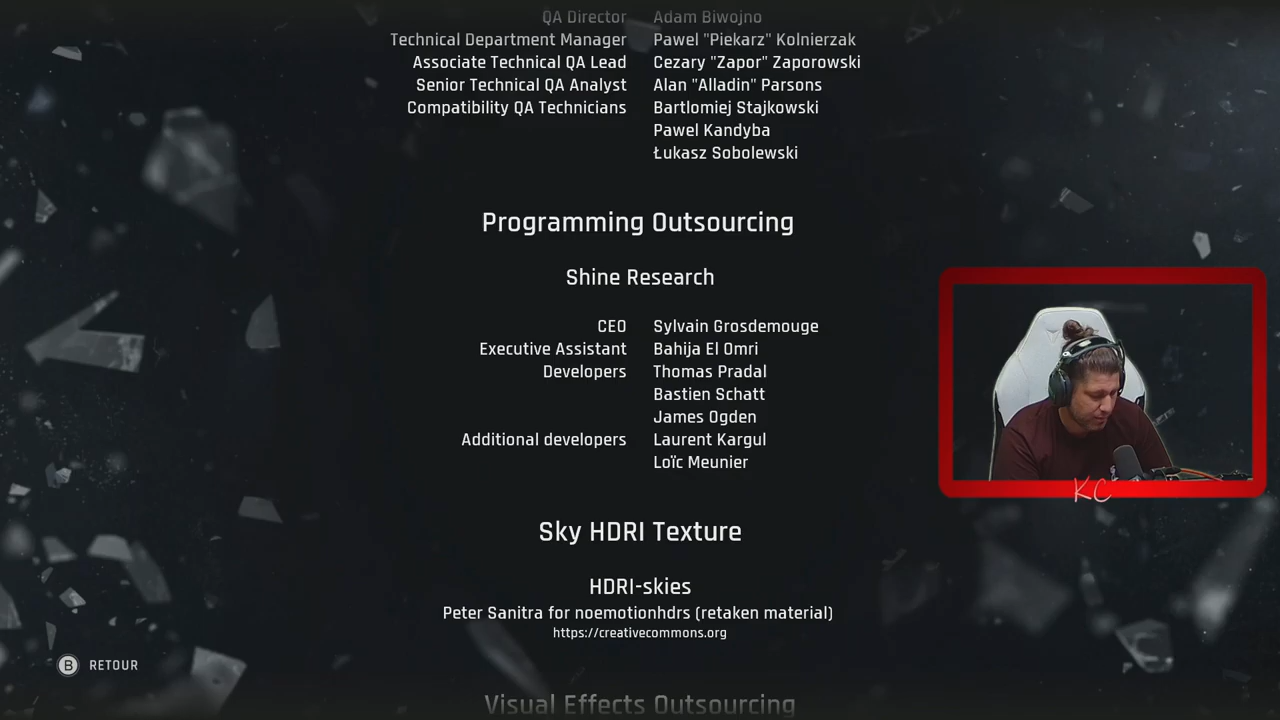 QA Director Adam Biwojno
Technical Department Manager Pawel "Piekarz" Kolnierzak
Associate Technical QA Lead Cezary "Zapor" Zaporowski
Senior Technical QA Analyst Alan "Alladin" Parsons
Compatibility QA Technicians Bartlomiej Stajkowski
Pawel Kandyba
Łukasz Sobolewski
Programming Outsourcing
Shine Research
CEO Sylvain Grosdemouge
Executive Assistant Bahija El Omri
Developers Thomas Pradal
Bastien Schatt
James Ogden
Additional developers Laurent Kargul
Loïc Meunier
KC
Sky HDRI Texture
HDRI-skies
Peter Sanitra for noemotionhdrs (retaken material)
https://creativecommons.org
B RETOUR
Visual Effects Outsourcing